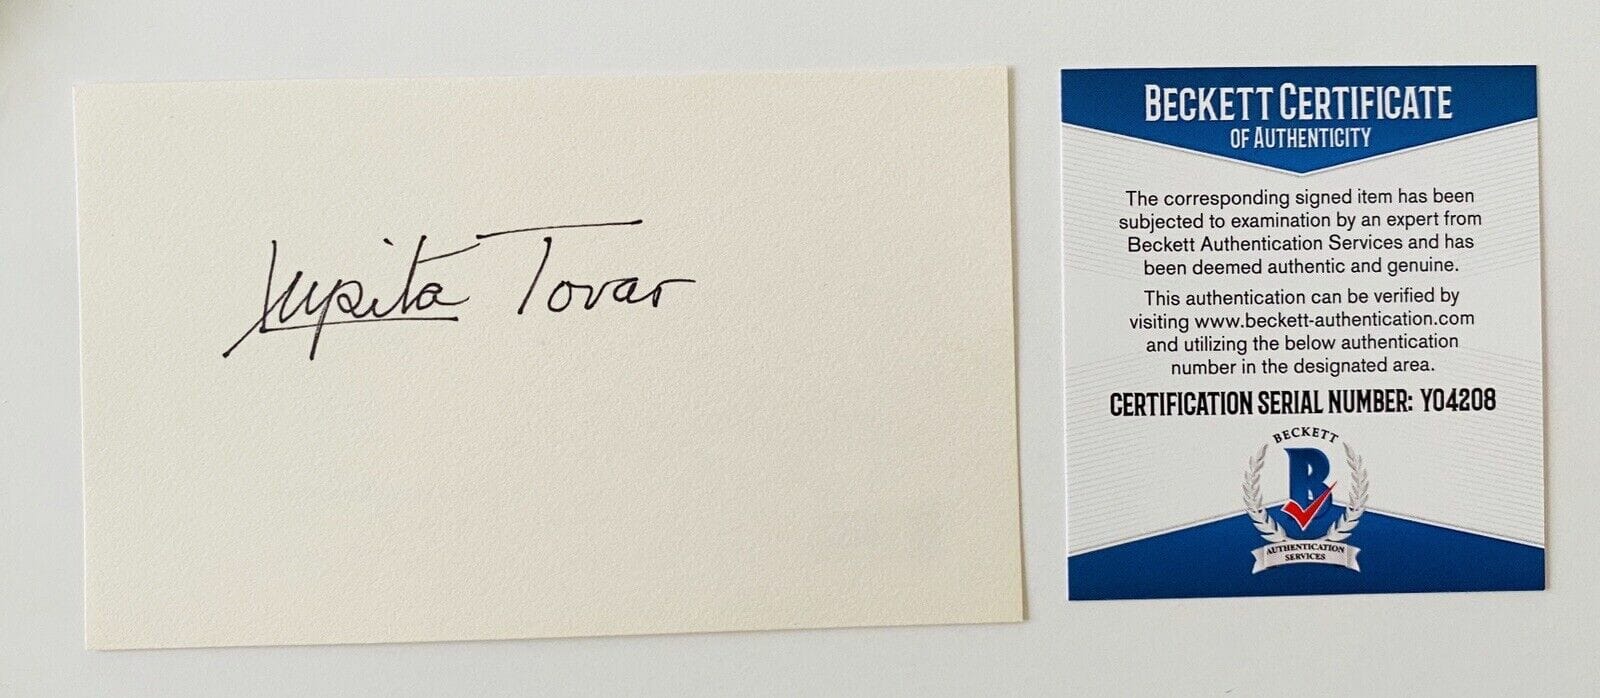 Lupita Tovar
BECKETT CERTIFICATE
OF AUTHENTICITY
The corresponding signed item has been
subjected to examination by an expert from
Beckett Authentication Services and has
been deemed authentic and genuine.
This authentication can be verified by
visiting www.beckett-authentication.com
and utilizing the below authentication
number in the designated area.
CERTIFICATION SERIAL NUMBER: Y04208
BECKETT
B
AUTHENTICATION
SERVICES